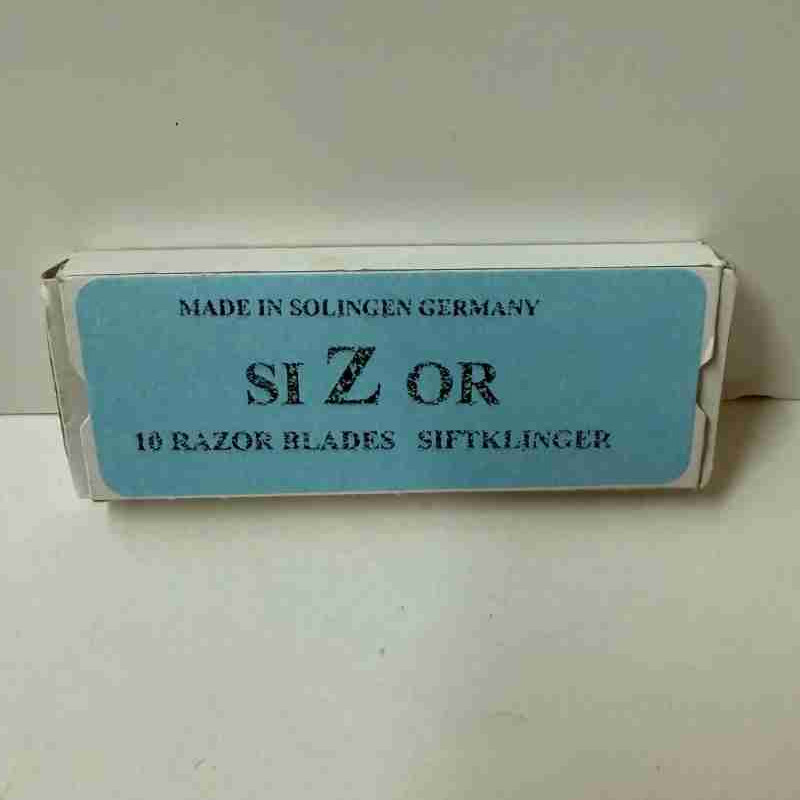 MADE IN SOLINGEN GERMANY
SI Z OR
10 RAZOR BLADES SIFTKLINGER